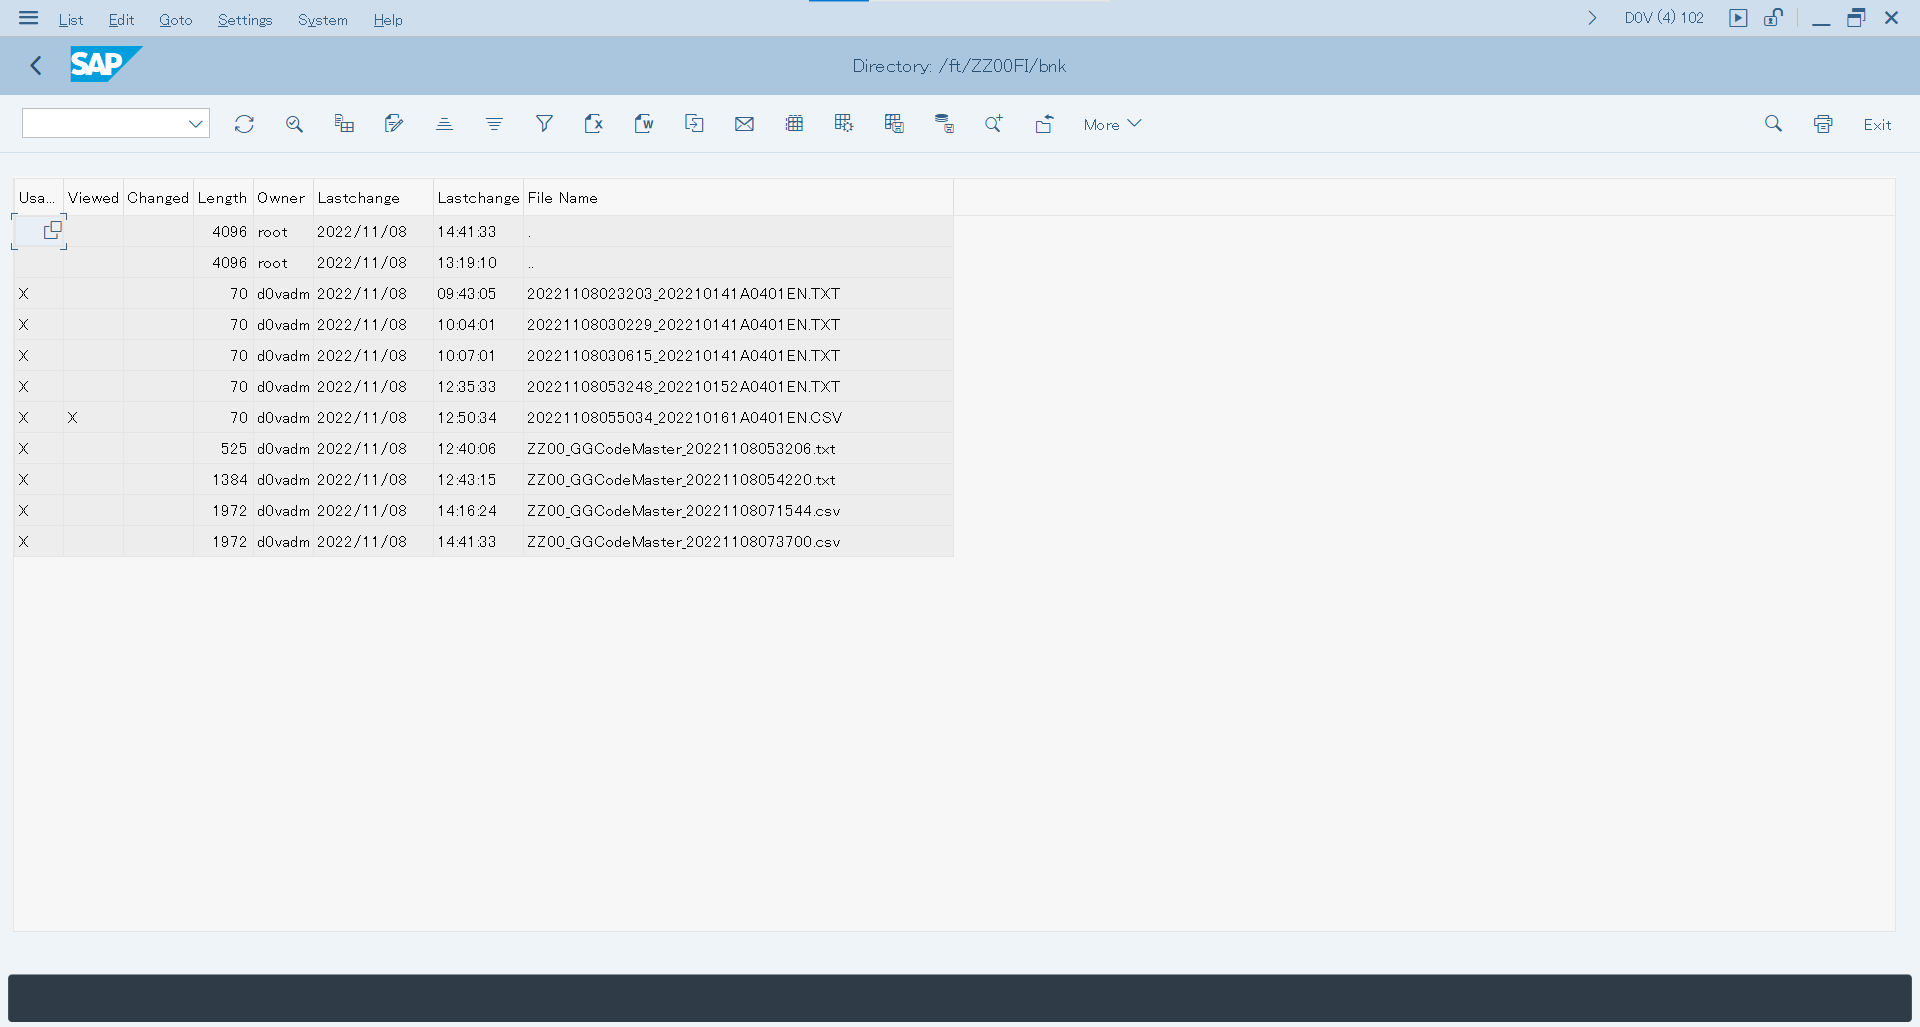 List Edit Goto Settings System Help D0V (4) 102
SAP Directory: /ft/ZZ00FI/bnk
More Exit
Usa... Viewed Changed Length Owner Lastchange Lastchange File Name
4096 root 2022/11/08 14:41:33 .
4096 root 2022/11/08 13:19:10 ..
X 70 d0vadm 2022/11/08 09:43:05 20221108023203_202210141A0401EN.TXT
X 70 d0vadm 2022/11/08 10:04:01 20221108030229_202210141A0401EN.TXT
X 70 d0vadm 2022/11/08 10:07:01 20221108030615_202210141A0401EN.TXT
X 70 d0vadm 2022/11/08 12:35:33 20221108053248_202210152A0401EN.TXT
X X 70 d0vadm 2022/11/08 12:50:34 20221108055034_202210161A0401EN.CSV
X 525 d0vadm 2022/11/08 12:40:06 ZZ00_GGCodeMaster_20221108053206.txt
X 1384 d0vadm 2022/11/08 12:43:15 ZZ00_GGCodeMaster_20221108054220.txt
X 1972 d0vadm 2022/11/08 14:16:24 ZZ00_GGCodeMaster_20221108071544.csv
X 1972 d0vadm 2022/11/08 14:41:33 ZZ00_GGCodeMaster_20221108073700.csv